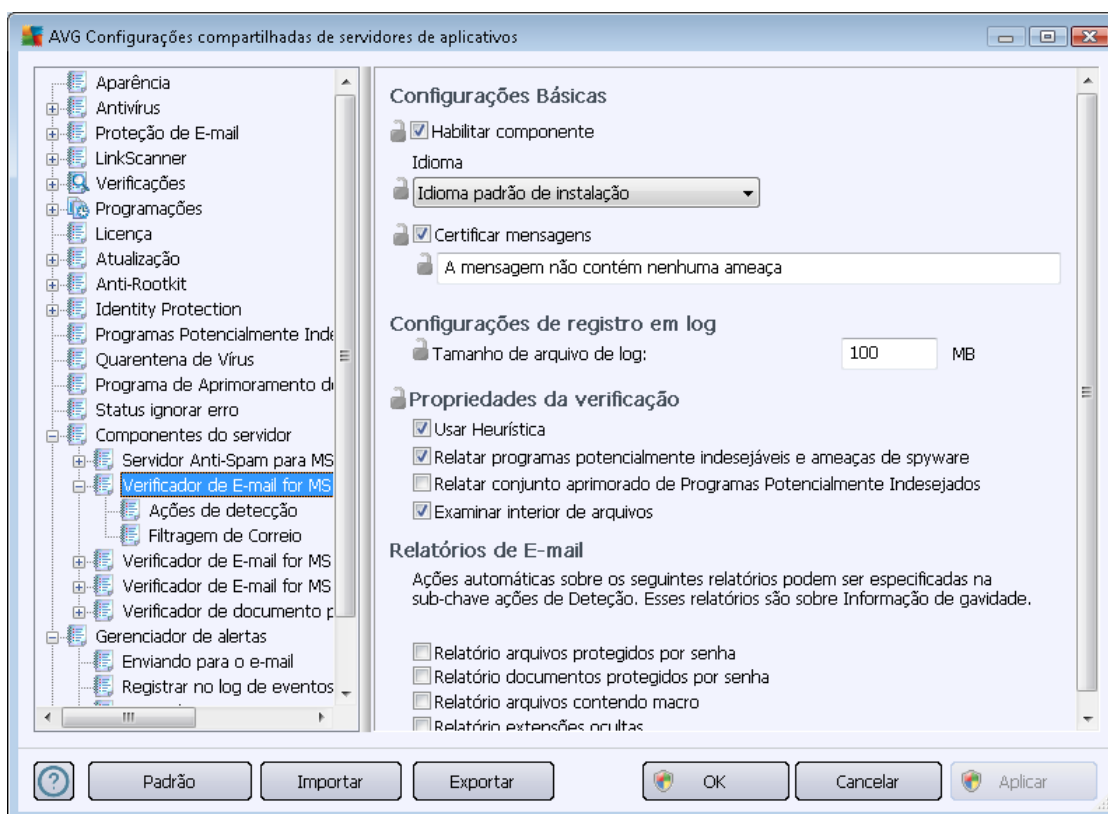 AVG Configurações compartilhadas de servidores de aplicativos
Aparência
Antivírus
Proteção de E-mail
LinkScanner
Verificações
Programações
Licença
Atualização
Anti-Rootkit
Identity Protection
Programas Potencialmente Inde
Quarentena de Vírus
Programa de Aprimoramento d
Status ignorar erro
Componentes do servidor
Servidor Anti-Spam para MS
Verificador de E-mail for MS
Ações de detecção
Filtragem de Correio
Verificador de E-mail for MS
Verificador de E-mail for MS
Verificador de documento p
Gerenciador de alertas
Enviando para o e-mail
Registrar no log de eventos
Configurações Básicas
Habilitar componente
Idioma
Idioma padrão de instalação
Certificar mensagens
A mensagem não contém nenhuma ameaça
Configurações de registro em log
Tamanho de arquivo de log: 100 MB
Propriedades da verificação
Usar Heurística
Relatar programas potencialmente indesejáveis e ameaças de spyware
Relatar conjunto aprimorado de Programas Potencialmente Indesejados
Examinar interior de arquivos
Relatórios de E-mail
Ações automáticas sobre os seguintes relatórios podem ser especificadas na
sub-chave ações de Deteção. Esses relatórios são sobre Informação de gavidade.
Relatório arquivos protegidos por senha
Relatório documentos protegidos por senha
Relatório arquivos contendo macro
Relatório extensões ocultas
Padrão Importar Exportar OK Cancelar Aplicar